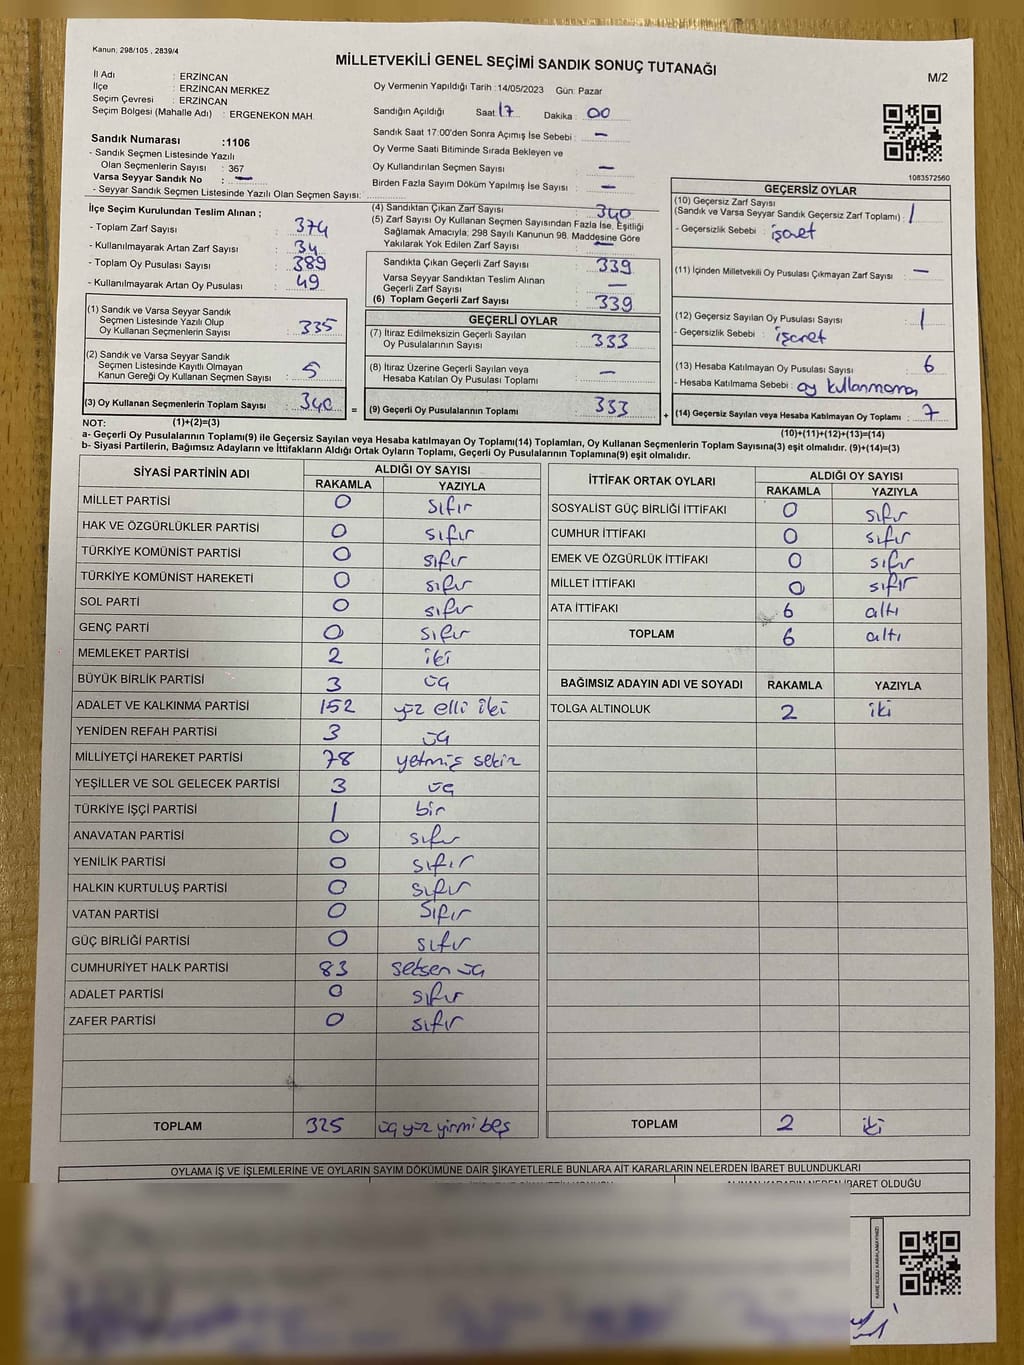 Kanun; 298/105 , 2839/4
MİLLETVEKİLİ GENEL SEÇİMİ SANDIK SONUÇ TUTANAĞI
M/2
İl Adı : ERZİNCAN
İlçe : ERZİNCAN MERKEZ
Seçim Çevresi : ERZİNCAN
Seçim Bölgesi (Mahalle Adı) : ERGENEKON MAH.
Oy Vermenin Yapıldığı Tarih :14/05/2023 Gün: Pazar
Sandığın Açıldığı Saat 17 Dakika : 00
Sandık Saat 17:00'den Sonra Açımış İse Sebebi : —
Oy Verme Saati Bitiminde Sırada Bekleyen ve
Oy Kullandırılan Seçmen Sayısı : —
Birden Fazla Sayım Döküm Yapılmış İse Sayısı : —
Sandık Numarası :1106
- Sandık Seçmen Listesinde Yazılı
Olan Seçmenlerin Sayısı : 367
Varsa Seyyar Sandık No : —
- Seyyar Sandık Seçmen Listesinde Yazılı Olan Seçmen Sayısı:
1083572560
İlçe Seçim Kurulundan Teslim Alınan ;
- Toplam Zarf Sayısı : 374
- Kullanılmayarak Artan Zarf Sayısı : 34
- Toplam Oy Pusulası Sayısı : 389
- Kullanılmayarak Artan Oy Pusulası : 49
(1) Sandık ve Varsa Seyyar Sandık
Seçmen Listesinde Yazılı Olup
Oy Kullanan Seçmenlerin Sayısı : 335
(2) Sandık ve Varsa Seyyar Sandık
Seçmen Listesinde Kayıtlı Olmayan
Kanun Gereği Oy Kullanan Seçmen Sayısı : 5
(3) Oy Kullanan Seçmenlerin Toplam Sayısı : 340
(4) Sandıktan Çıkan Zarf Sayısı : 340
(5) Zarf Sayısı Oy Kullanan Seçmen Sayısından Fazla İse, Eşitliği
Sağlamak Amacıyla; 298 Sayılı Kanunun 98. Maddesine Göre
Yakılarak Yok Edilen Zarf Sayısı : —
Sandıkta Çıkan Geçerli Zarf Sayısı : 339
Varsa Seyyar Sandıktan Teslim Alınan
Geçerli Zarf Sayısı : —
(6) Toplam Geçerli Zarf Sayısı : 339
GEÇERLİ OYLAR
(7) İtiraz Edilmeksizin Geçerli Sayılan
Oy Pusulalarının Sayısı : 333
(8) İtiraz Üzerine Geçerli Sayılan veya
Hesaba Katılan Oy Pusulası Toplamı : —
= (9) Geçerli Oy Pusulalarının Toplamı : 333 +
GEÇERSİZ OYLAR
(10) Geçersiz Zarf Sayısı
(Sandık ve Varsa Seyyar Sandık Geçersiz Zarf Toplamı) : 1
- Geçersizlik Sebebi : işaret
(11) İçinden Milletvekili Oy Pusulası Çıkmayan Zarf Sayısı : —
(12) Geçersiz Sayılan Oy Pusulası Sayısı : 1
- Geçersizlik Sebebi : işaret
(13) Hesaba Katılmayan Oy Pusulası Sayısı : 6
- Hesaba Katılmama Sebebi : oy kullanmama
(14) Geçersiz Sayılan veya Hesaba Katılmayan Oy Toplamı : 7
NOT: (1)+(2)=(3)
(10)+(11)+(12)+(13)=(14)
a- Geçerli Oy Pusulalarının Toplamı(9) ile Geçersiz Sayılan veya Hesaba katılmayan Oy Toplamı(14) Toplamları, Oy Kullanan Seçmenlerin Toplam Sayısına(3) eşit olmalıdır. (9)+(14)=(3)
b- Siyasi Partilerin, Bağımsız Adayların ve İttifakların Aldığı Ortak Oyların Toplamı, Geçerli Oy Pusulalarının Toplamına(9) eşit olmalıdır.
SİYASİ PARTİNİN ADI ALDIĞI OY SAYISI
RAKAMLA YAZIYLA
MİLLET PARTİSİ 0 sıfır
HAK VE ÖZGÜRLÜKLER PARTİSİ 0 sıfır
TÜRKİYE KOMÜNİST PARTİSİ 0 sıfır
TÜRKİYE KOMÜNİST HAREKETİ 0 sıfır
SOL PARTİ 0 sıfır
GENÇ PARTİ 0 sıfır
MEMLEKET PARTİSİ 2 iki
BÜYÜK BİRLİK PARTİSİ 3 üç
ADALET VE KALKINMA PARTİSİ 152 yüz elli iki
YENİDEN REFAH PARTİSİ 3 üç
MİLLİYETÇİ HAREKET PARTİSİ 78 yetmiş sekiz
YEŞİLLER VE SOL GELECEK PARTİSİ 3 üç
TÜRKİYE İŞÇİ PARTİSİ 1 bir
ANAVATAN PARTİSİ 0 sıfır
YENİLİK PARTİSİ 0 sıfır
HALKIN KURTULUŞ PARTİSİ 0 sıfır
VATAN PARTİSİ 0 sıfır
GÜÇ BİRLİĞİ PARTİSİ 0 sıfır
CUMHURİYET HALK PARTİSİ 83 seksen üç
ADALET PARTİSİ 0 sıfır
ZAFER PARTİSİ 0 sıfır
TOPLAM 325 üç yüz yirmi beş
İTTİFAK ORTAK OYLARI ALDIĞI OY SAYISI
RAKAMLA YAZIYLA
SOSYALİST GÜÇ BİRLİĞİ İTTİFAKI 0 sıfır
CUMHUR İTTİFAKI 0 sıfır
EMEK VE ÖZGÜRLÜK İTTİFAKI 0 sıfır
MİLLET İTTİFAKI 0 sıfır
ATA İTTİFAKI 6 altı
TOPLAM 6 altı
BAĞIMSIZ ADAYIN ADI VE SOYADI RAKAMLA YAZIYLA
TOLGA ALTINOLUK 2 iki
TOPLAM 2 iki
OYLAMA İŞ VE İŞLEMLERİNE VE OYLARIN SAYIM DÖKÜMÜNE DAİR ŞİKAYETLERLE BUNLARA AİT KARARLARIN NELERDEN İBARET BULUNDUKLARI
ALINAN KARARIN NEDEN İBARET OLDUĞU
KARE KODU KARALAMAYINIZ!